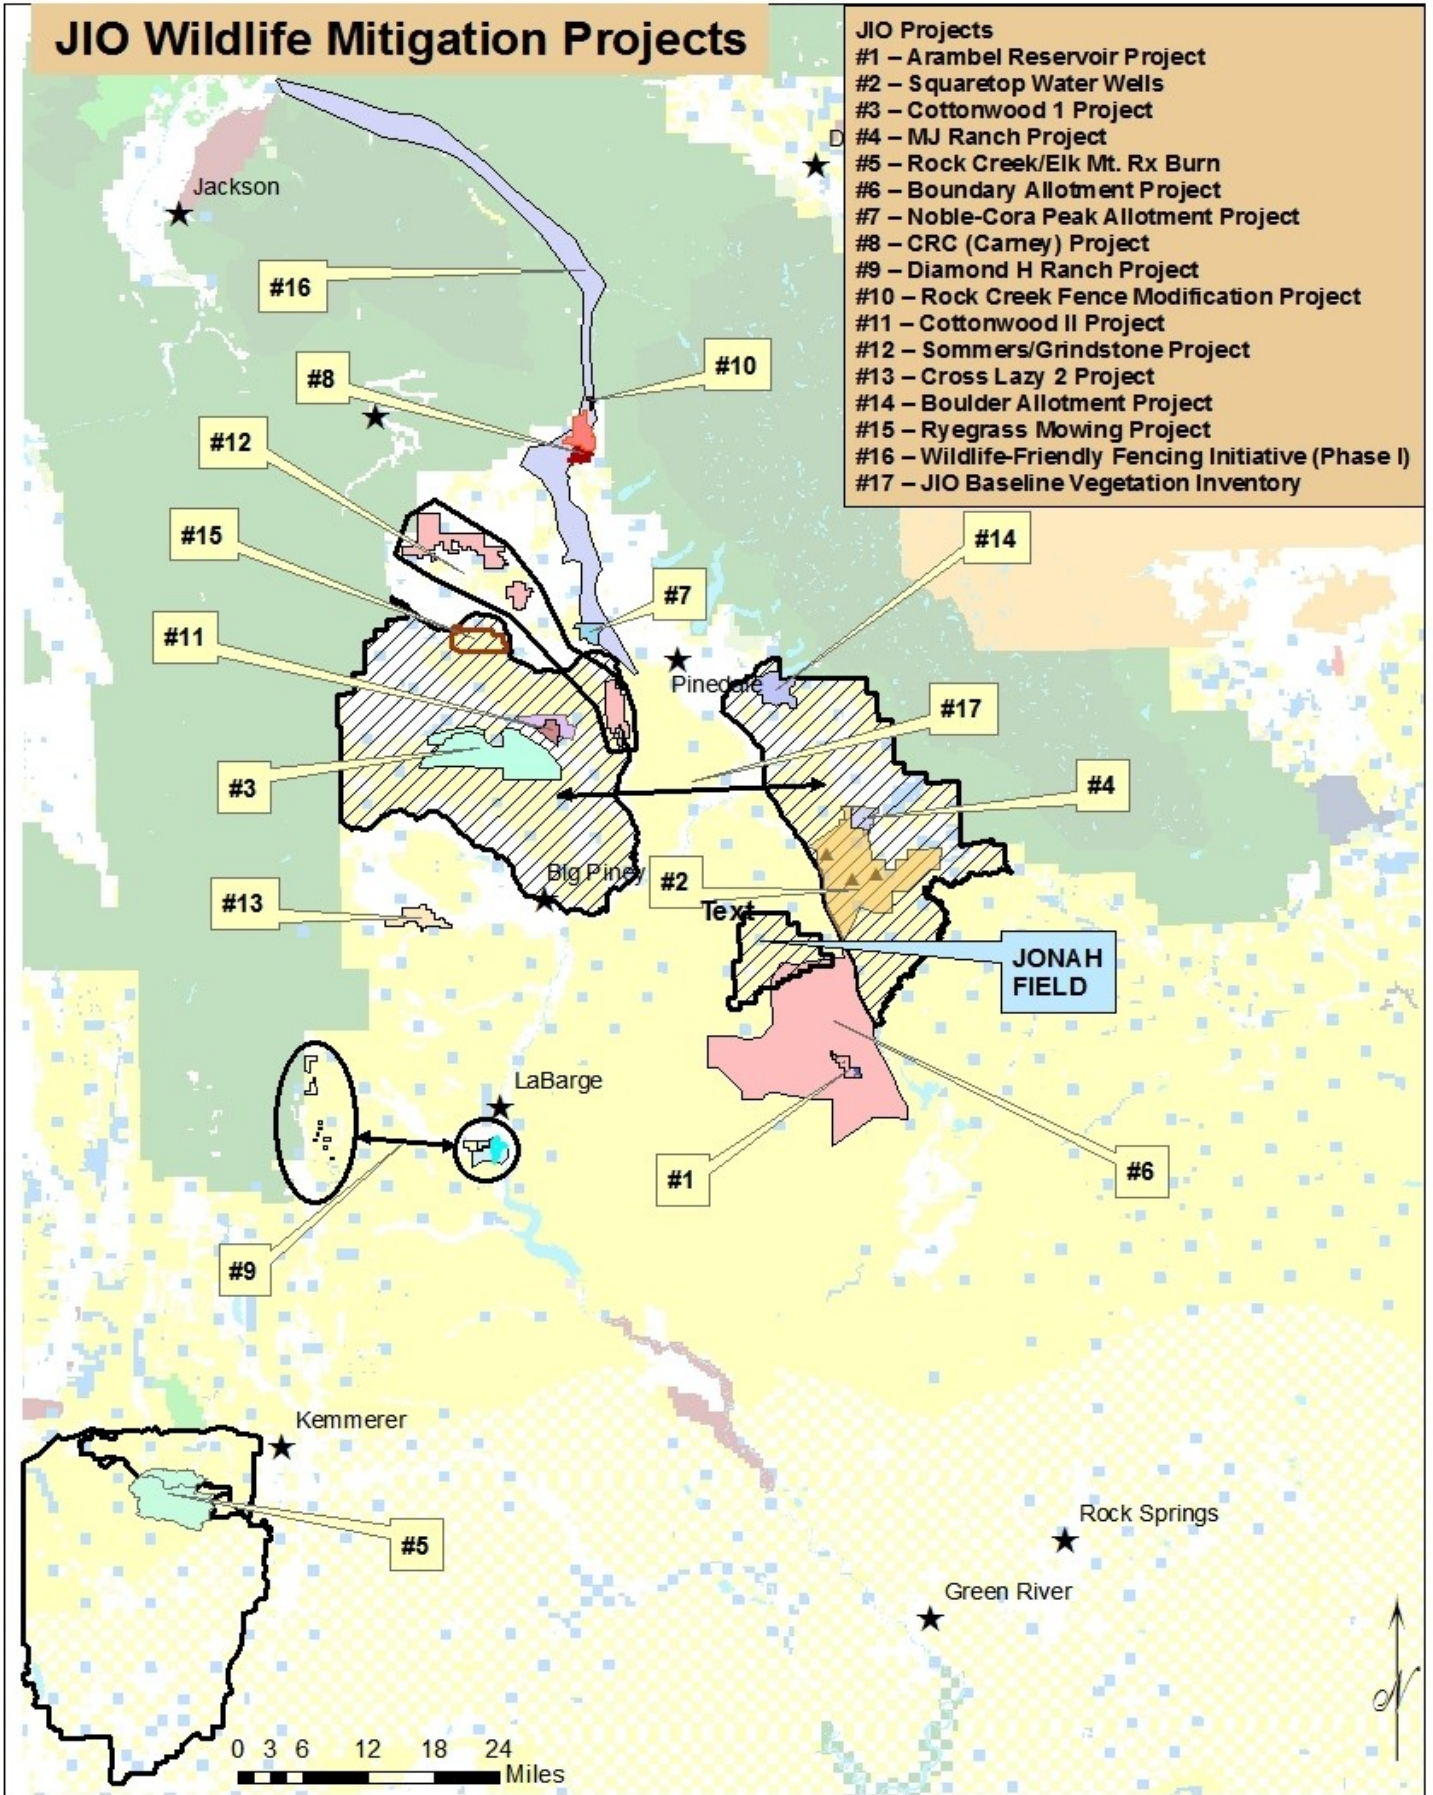 JIO Wildlife Mitigation Projects
JIO Projects
#1 – Arambel Reservoir Project
#2 – Squaretop Water Wells
#3 – Cottonwood 1 Project
#4 – MJ Ranch Project
#5 – Rock Creek/Elk Mt. Rx Burn
#6 – Boundary Allotment Project
#7 – Noble-Cora Peak Allotment Project
#8 – CRC (Carney) Project
#9 – Diamond H Ranch Project
#10 – Rock Creek Fence Modification Project
#11 – Cottonwood II Project
#12 – Sommers/Grindstone Project
#13 – Cross Lazy 2 Project
#14 – Boulder Allotment Project
#15 – Ryegrass Mowing Project
#16 – Wildlife-Friendly Fencing Initiative (Phase I)
#17 – JIO Baseline Vegetation Inventory
D
Jackson
#16
#8
#10
#12
#15
#14
#7
#11
Pinedale
#17
#3
#4
Big Piney
#2
#13
Text
JONAH
FIELD
LaBarge
#1
#6
#9
Kemmerer
#5
Rock Springs
Green River
N
0 3 6 12 18 24
Miles